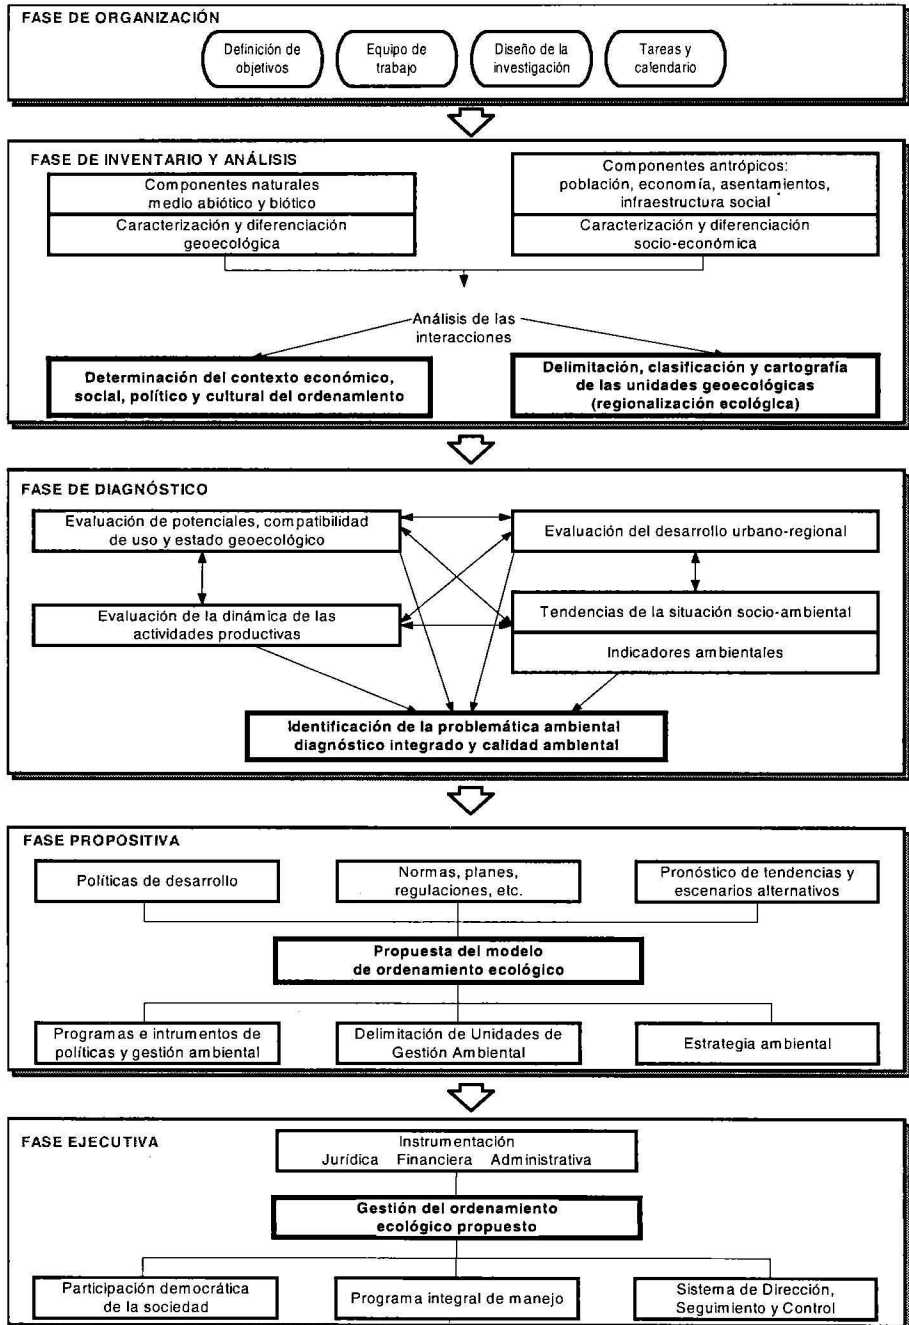 FASE DE ORGANIZACIÓN
Definición de
objetivos
Equipo de
trabajo
Diseño de la
investigación
Tareas y
calendario
FASE DE INVENTARIO Y ANÁLISIS
Componentes naturales
medio abiótico y biótico
Caracterización y diferenciación
geoecológica
Componentes antrópicos:
población, economía, asentamientos,
infraestructura social
Caracterización y diferenciación
socio-económica
Análisis de las
interacciones
Determinación del contexto económico,
social, político y cultural del ordenamiento
Delimitación, clasificación y cartografía
de las unidades geoecológicas
(regionalización ecológica)
FASE DE DIAGNÓSTICO
Evaluación de potenciales, compatibilidad
de uso y estado geoecológico
Evaluación del desarrollo urbano-regional
Evaluación de la dinámica de las
actividades productivas
Tendencias de la situación socio-ambiental
Indicadores ambientales
Identificación de la problemática ambiental
diagnóstico integrado y calidad ambiental
FASE PROPOSITIVA
Políticas de desarrollo
Normas, planes,
regulaciones, etc.
Pronóstico de tendencias y
escenarios alternativos
Propuesta del modelo
de ordenamiento ecológico
Programas e intrumentos de
políticas y gestión ambiental
Delimitación de Unidades de
Gestión Ambiental
Estrategia ambiental
FASE EJECUTIVA
Instrumentación
Jurídica Financiera Administrativa
Gestión del ordenamiento
ecológico propuesto
Participación democrática
de la sociedad
Programa integral de manejo
Sistema de Dirección,
Seguimiento y Control